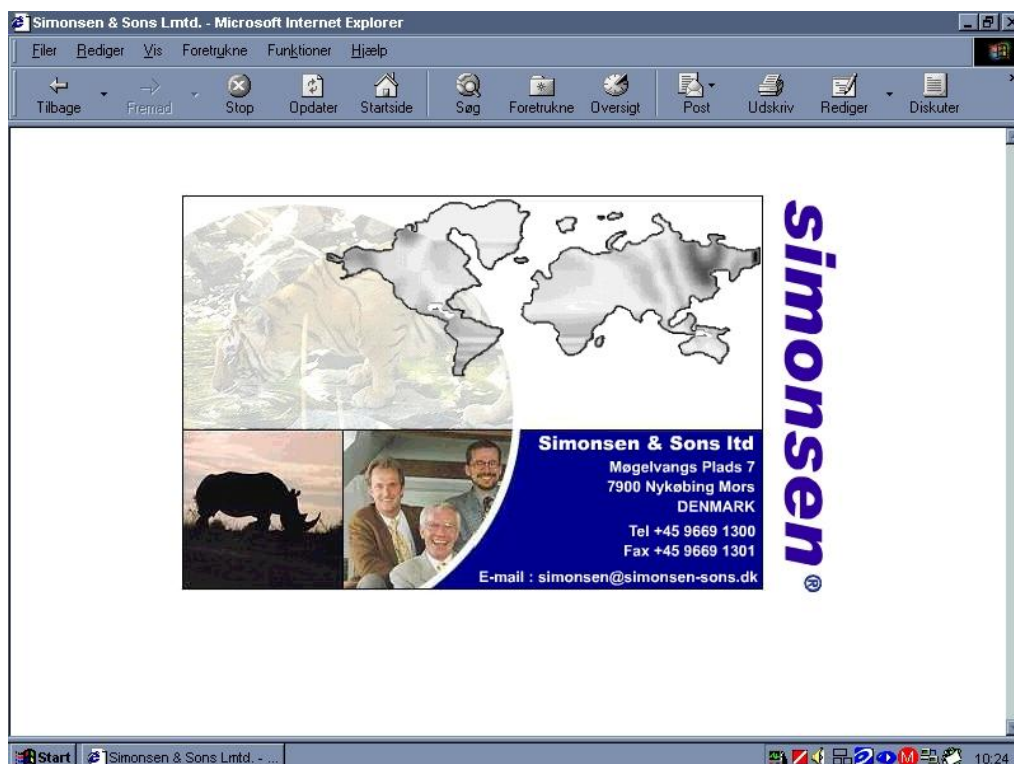 Simonsen & Sons Lmtd. - Microsoft Internet Explorer
Filer Rediger Vis Foretrukne Funktioner Hjælp
Tilbage Fremad Stop Opdater Startside Søg Foretrukne Oversigt Post Udskriv Rediger Diskuter
simonsen®
Simonsen & Sons ltd
Møgelvangs Plads 7
7900 Nykøbing Mors
DENMARK
Tel +45 9669 1300
Fax +45 9669 1301
E-mail : simonsen@simonsen-sons.dk
Start Simonsen & Sons Lmtd. - ... 10:24